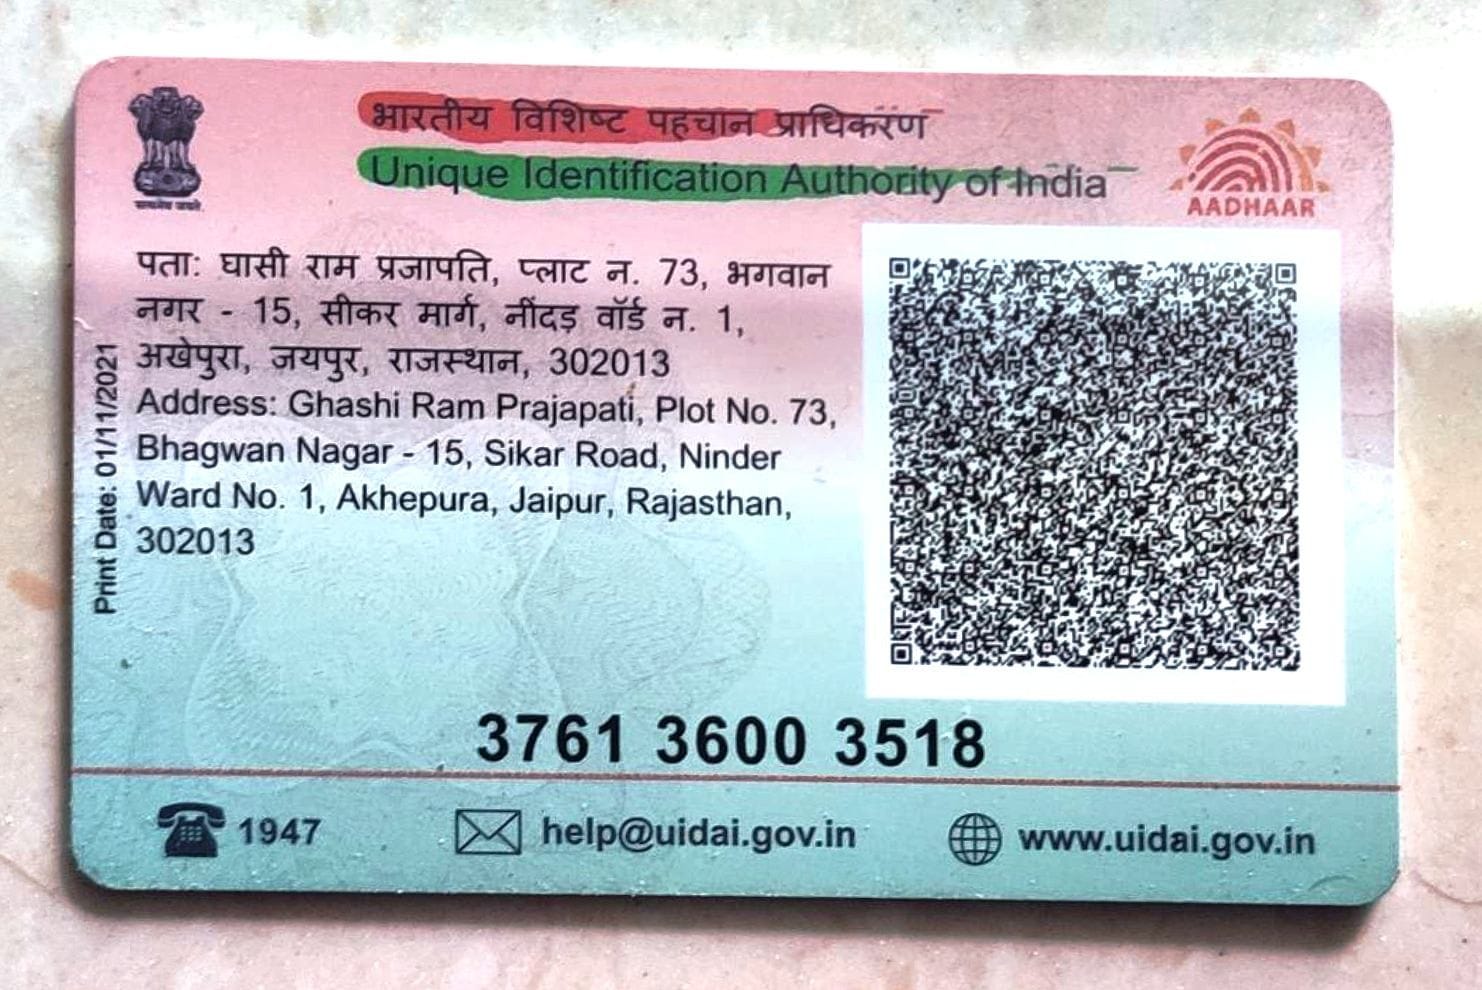 भारतीय विशिष्ट पहचान प्राधिकरण
Unique Identification Authority of India
AADHAAR
सत्यमेव जयते
पता: घासी राम प्रजापति, प्लाट न. 73, भगवान
नगर - 15, सीकर मार्ग, नींदड़ वॉर्ड न. 1,
अखेपुरा, जयपुर, राजस्थान, 302013
Address: Ghashi Ram Prajapati, Plot No. 73,
Bhagwan Nagar - 15, Sikar Road, Ninder
Ward No. 1, Akhepura, Jaipur, Rajasthan,
302013
Print Date: 01/11/2021
3761 3600 3518
1947
help@uidai.gov.in
www.uidai.gov.in